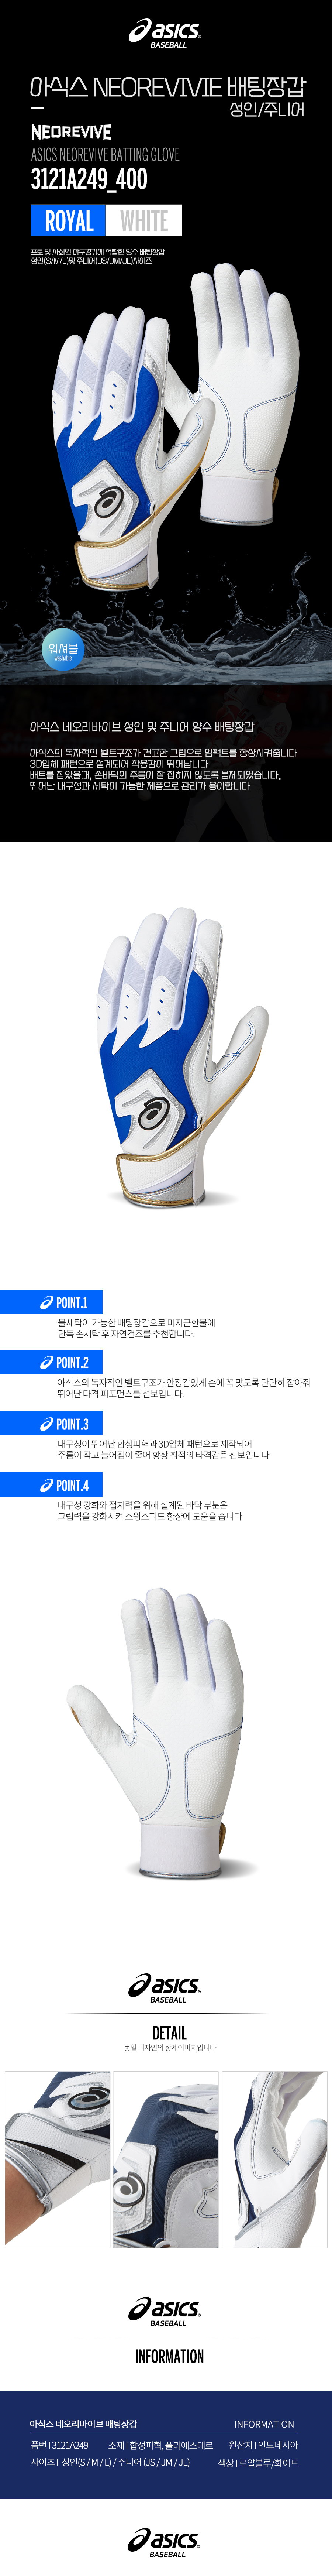 asics
BASEBALL
아식스 NEOREVIVIE 배팅장갑
성인/주니어
NEOREVIVE
ASICS NEOREVIVE BATTING GLOVE
3121A249_400
ROYAL WHITE
프로 및 사회인 야구경기에 적합한 양수 배팅장갑
성인(S/M/L)및 주니어(JS/JM/JL)사이즈
워셔블
washable
아식스 네오리바이브 성인 및 주니어 양수 배팅장갑
아식스의 독자적인 벨트구조가 견고한 그립으로 임팩트를 향상시켜줍니다
3D입체 패턴으로 설계되어 착용감이 뛰어납니다
배트를 잡았을때, 손바닥의 주름이 잘 잡히지 않도록 봉제되었습니다.
뛰어난 내구성과 세탁이 가능한 제품으로 관리가 용이합니다
POINT.1
물세탁이 가능한 배팅장갑으로 미지근한물에
단독 손세탁 후 자연건조를 추천합니다.
POINT.2
아식스의 독자적인 벨트구조가 안정감있게 손에 꼭 맞도록 단단히 잡아줘
뛰어난 타격 퍼포먼스를 선보입니다.
POINT.3
내구성이 뛰어난 합성피혁과 3D입체 패턴으로 제작되어
주름이 작고 늘어짐이 줄어 항상 최적의 타격감을 선보입니다
POINT.4
내구성 강화와 접지력을 위해 설계된 바닥 부분은
그립력을 강화시켜 스윙스피드 향상에 도움을 줍니다
asics
BASEBALL
DETAIL
동일 디자인의 상세이미지입니다
asics
BASEBALL
INFORMATION
아식스 네오리바이브 배팅장갑 INFORMATION
품번 I 3121A249 소재 I 합성피혁, 폴리에스테르 원산지 I 인도네시아
사이즈 I 성인(S / M / L) / 주니어 (JS / JM / JL) 색상 I 로얄블루/화이트
asics
BASEBALL